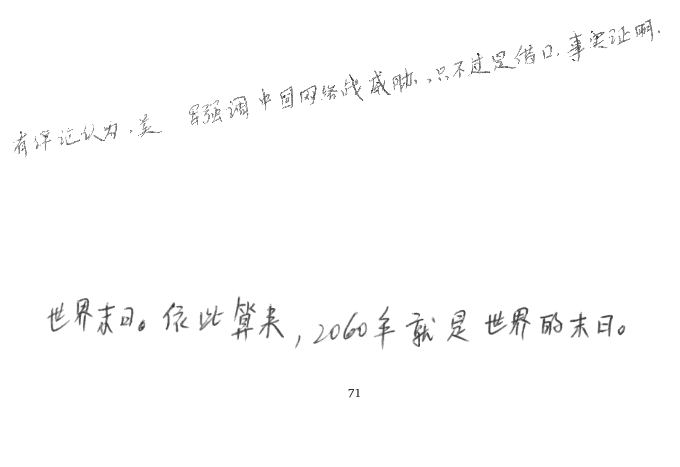 有评论认为,美 军强调中国网络战威胁,只不过是借口.事实证明,
世界末日。依此算来,2060年就是世界的末日。
71